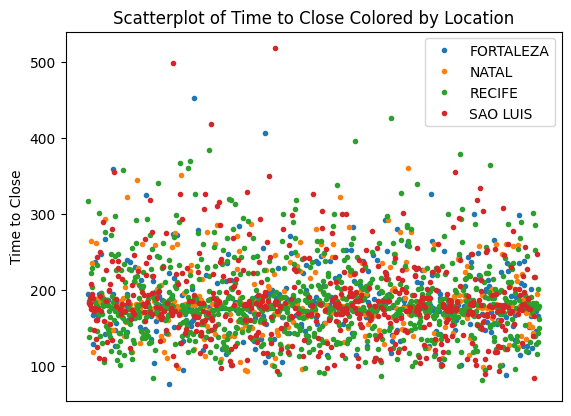 Scatterplot of Time to Close Colored by Location
FORTALEZA
NATAL
RECIFE
SAO LUIS
500
400
300
200
100
Time to Close